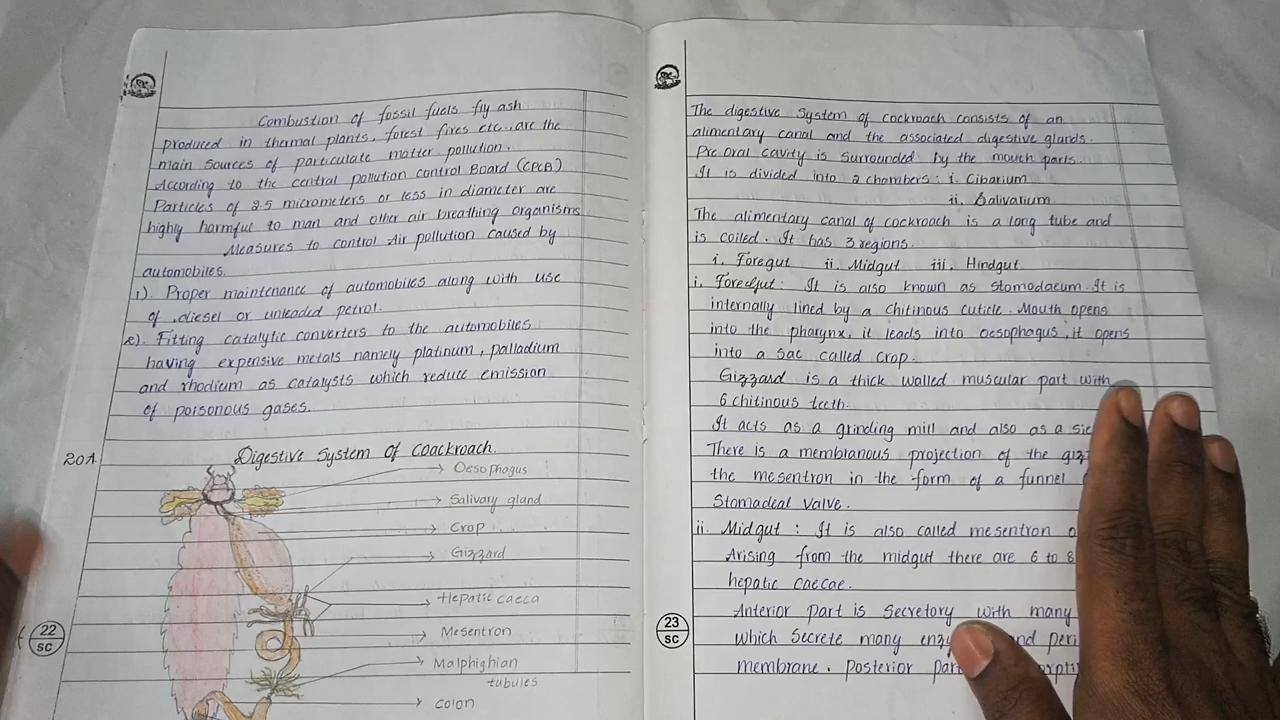 Combustion of fossil fuels fly ash
produced in thermal plants, forest fires etc., are the
main sources of particulate matter pollution.
According to the central pollution control Board (CPCB)
Particles of 2.5 micrometers or less in diameter are
highly harmful to man and other air breathing organisms
Measures to control Air pollution caused by
automobiles.
1). Proper maintenance of automobiles along with use
of diesel or unleaded petrol.
2). Fitting catalytic converters to the automobiles
having expensive metals namely platinum, palladium
and rhodium as catalysts which reduce emission
of poisonous gases.
20A.
Digestive System of Coackroach.
Oesophagus
Salivary gland
Crop
Gizzard
Hepatic caeca
Mesentron
Malphighian
tubules
colon
22
SC
The digestive System of cockroach consists of an
alimentary canal and the associated digestive glands.
Pre oral cavity is surrounded by the mouth parts.
It is divided into 2 chambers: i. Cibarium
ii. Salivarium
The alimentary canal of cockroach is a long tube and
is coiled. It has 3 regions.
i. Foregut ii. Midgut iii. Hindgut
i. Foregut: It is also known as stomodaeum. It is
internally lined by a chitinous cuticle. Mouth opens
into the pharynx, it leads into oesophagus, it opens
into a sac called crop.
Gizzard is a thick walled muscular part with
6 chitinous teeth.
It acts as a grinding mill and also as a
There is a membranous projection of the
the mesentron in the form of a funnel
Stomadeal valve.
ii. Midgut : It is also called mesentron
Arising from the midgut there are 6 to 8
hepatic caecae.
Anterior part is secretory with many
which secrete many
membrane. Posterior
23
SC